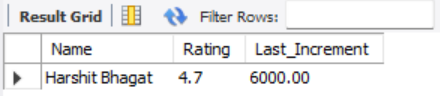 Result Grid Filter Rows:
Name Rating Last_Increment
Harshit Bhagat 4.7 6000.00